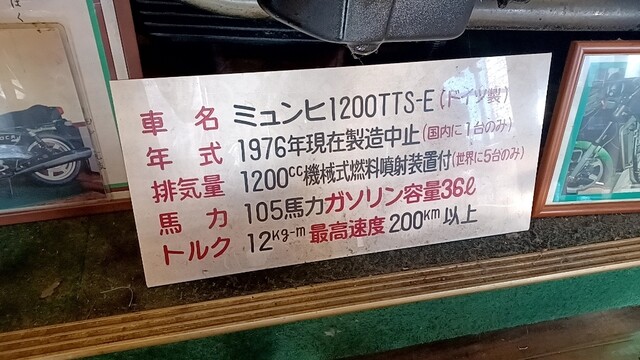 車名 ミュンヒ1200TTS-E(ドイツ製)
年式 1976年現在製造中止(国内に1台のみ)
排気量 1200cc機械式燃料噴射装置付(世界に5台のみ)
馬力 105馬力ガソリン容量36ℓ
トルク 12kg-m 最高速度200km以上